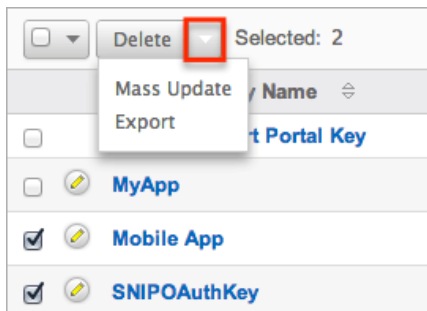 Delete Selected: 2
Mass Update
Export
y Name
t Portal Key
MyApp
Mobile App
SNIPOAuthKey